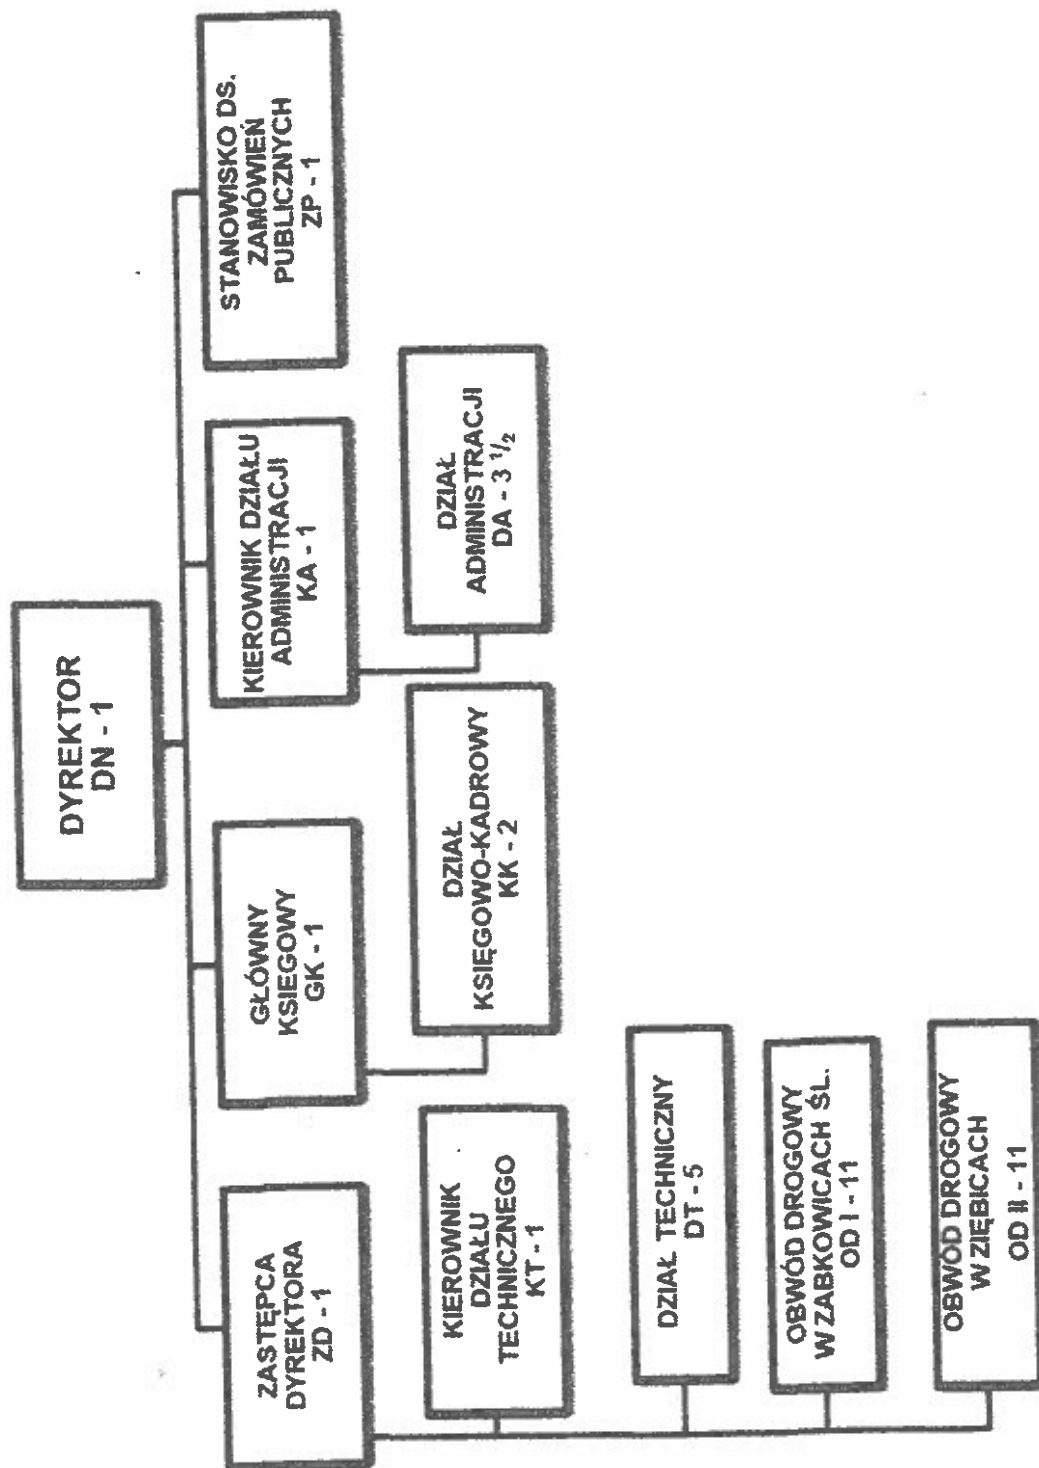 DYREKTOR
DN - 1
ZASTĘPCA
DYREKTORA
ZD - 1
GŁÓWNY
KSIEGOWY
GK - 1
KIEROWNIK DZIAŁU
ADMINISTRACJI
KA - 1
STANOWISKO DS.
ZAMÓWIEŃ
PUBLICZNYCH
ZP - 1
KIEROWNIK
DZIAŁU
TECHNICZNEGO
KT - 1
DZIAŁ
KSIĘGOWO-KADROWY
KK - 2
DZIAŁ
ADMINISTRACJI
DA - 3 1/2
DZIAŁ TECHNICZNY
DT - 5
OBWÓD DROGOWY
W ZABKOWICACH ŚL.
OD I - 11
OBWÓD DROGOWY
W ZIĘBICACH
OD II - 11